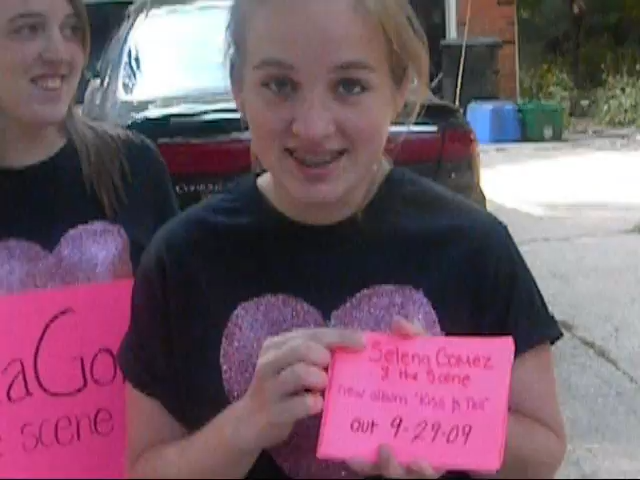 aGo
e scene
Selena Gomez
& the Scene
new album "Kiss & Tell"
out 9-29-09